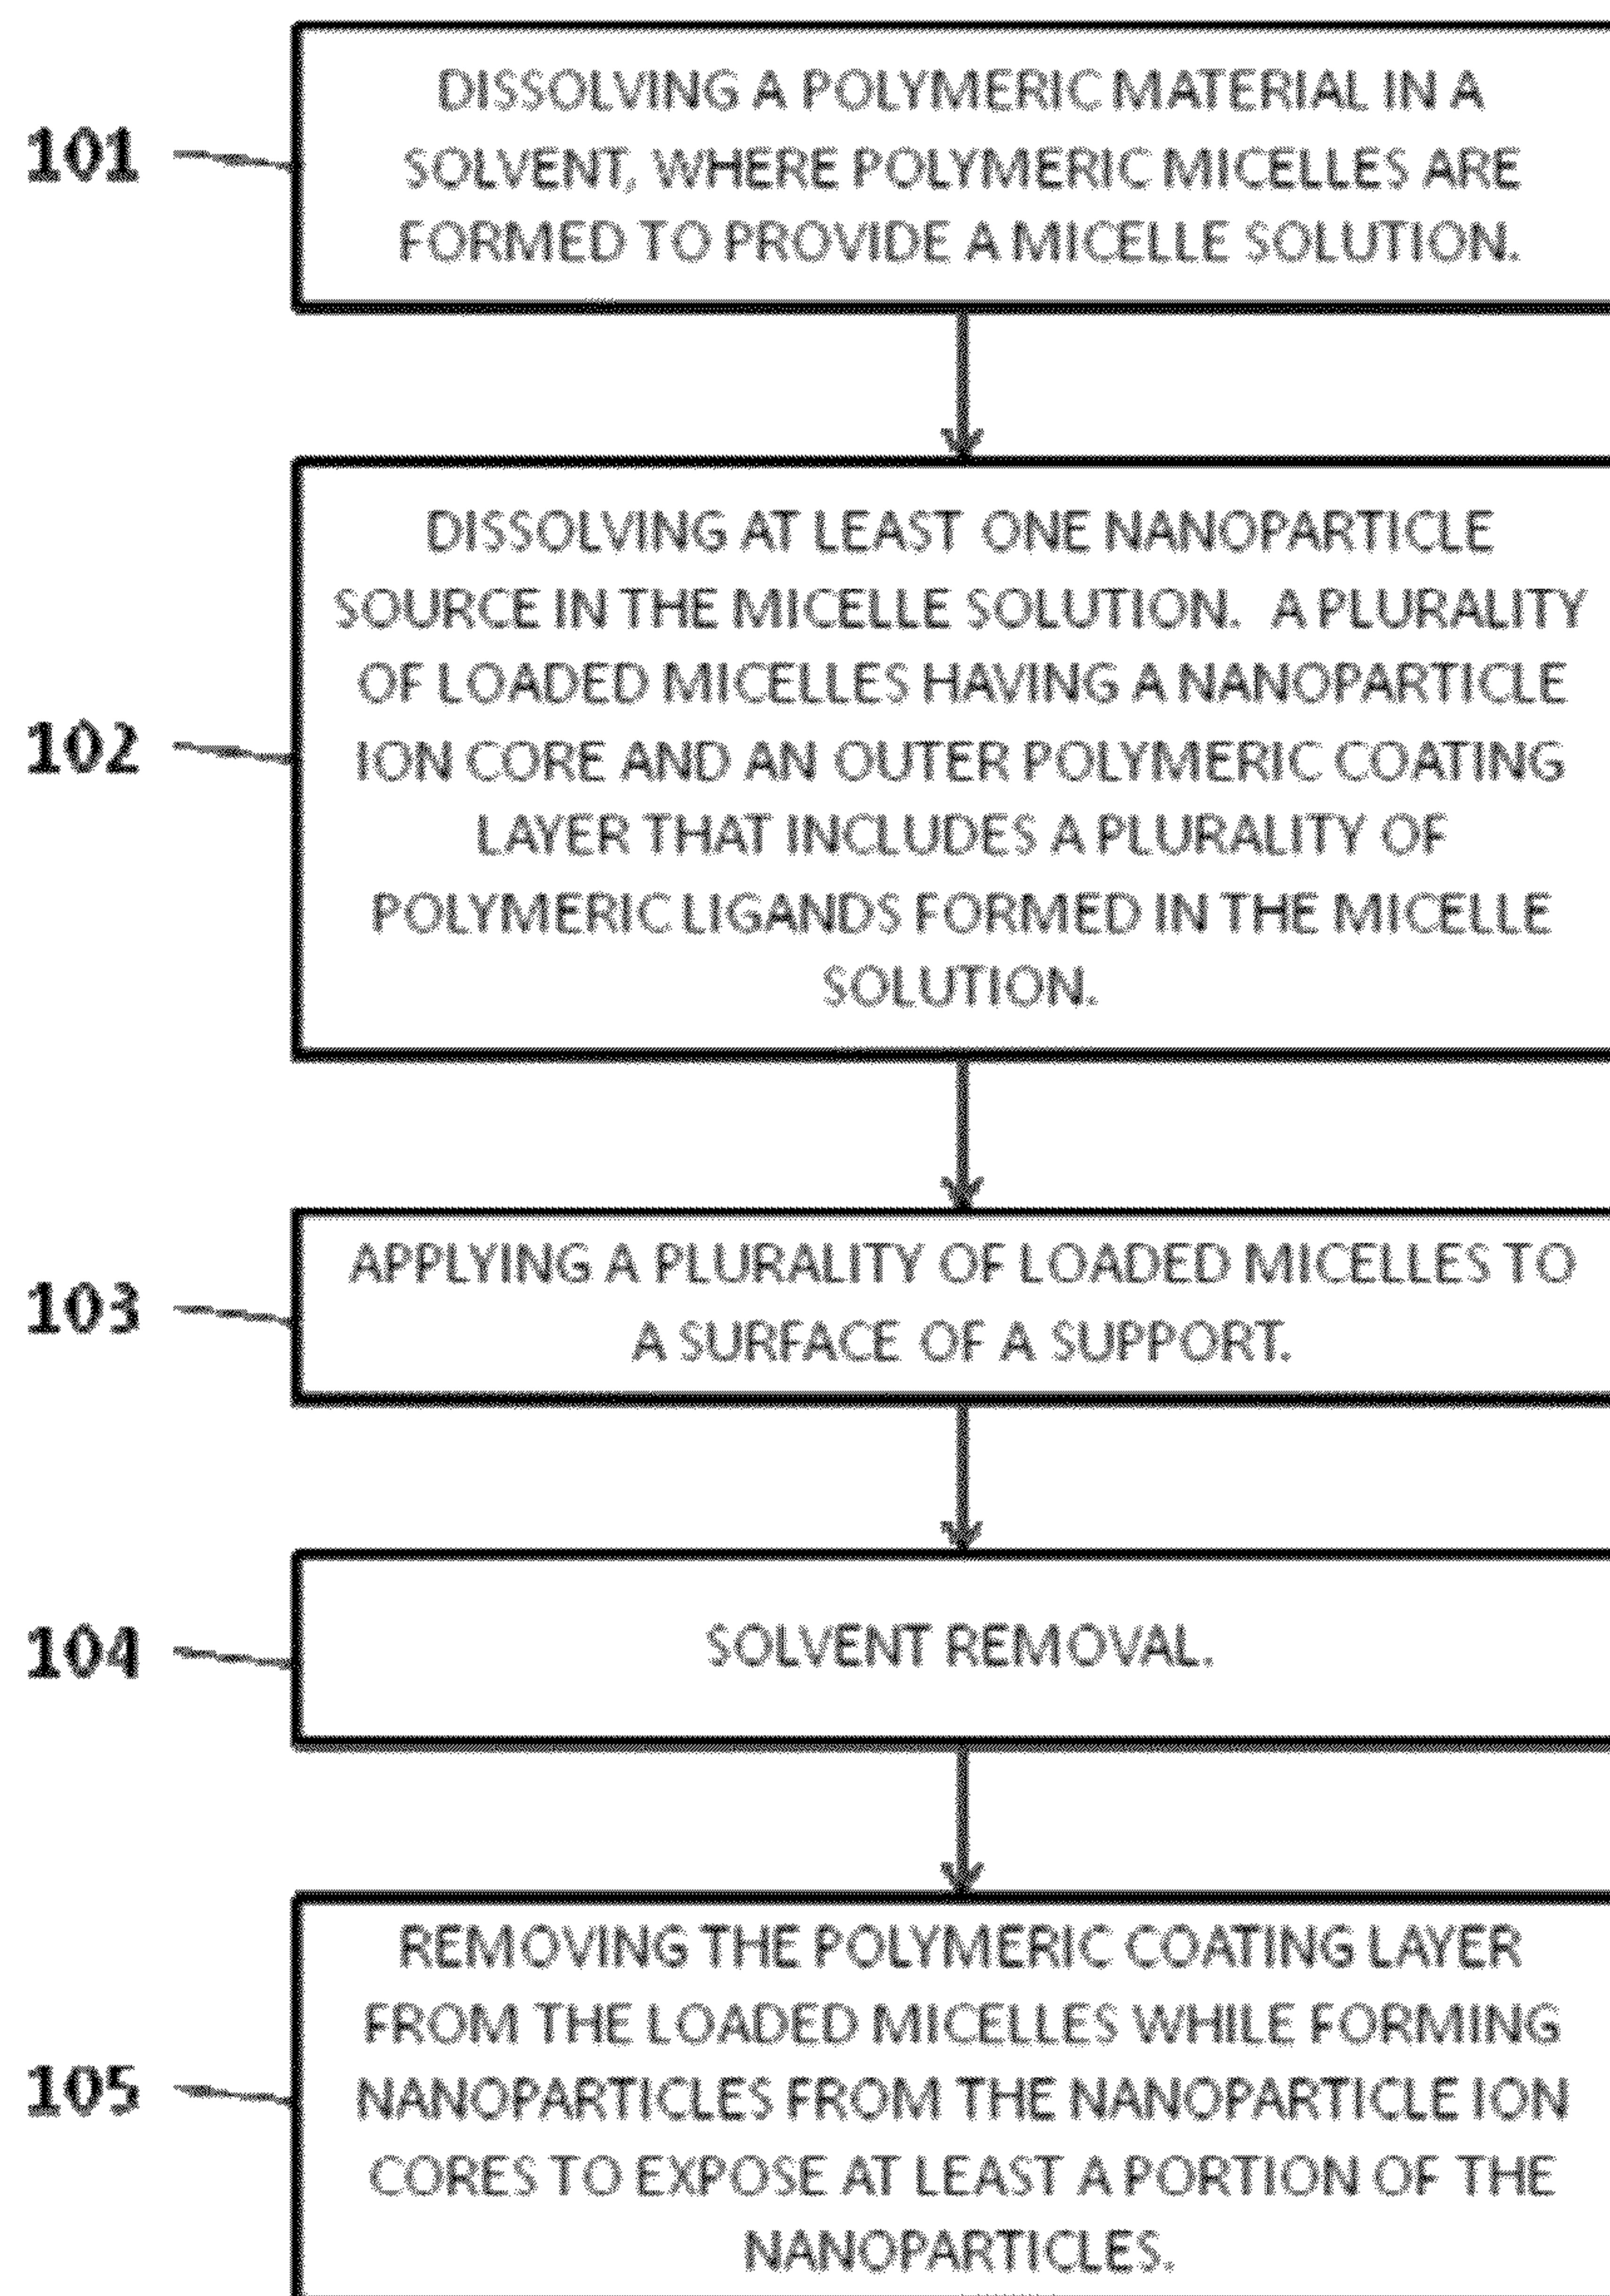 DISSOLVING A POLYMERIC MATERIAL IN A
101
SOLVENT, WHERE POLYMERIC MICELLES ARE
FORMED TO PROVIDE A MICELLE SOLUTION.
DISSOLVING AT LEAST ONE NANOPARTICLE
SOURCE IN THE MICELLE SOLUTION. A PLURALITY
OF LOADED MICELLES HAVING A NANOPARTICLE
102
ION CORE AND AN OUTER POLYMERIC COATING
LAYER THAT INCLUDES A PLURALITY OF
POLYMERIC LIGANDS FORMED IN THE MICELLE
SOLUTION.
APPLYING A PLURALITY OF LOADED MICELLES TO
103
A SURFACE OF A SUPPORT.
104
SOLVENT REMOVAL.
REMOVING THE POLYMERIC COATING LAYER
FROM THE LOADED MICELLES WHILE FORMING
105
NANOPARTICLES FROM THE NANOPARTICLE ION
CORES TO EXPOSE AT LEAST A PORTION OF THE
NANOPARTICLES.